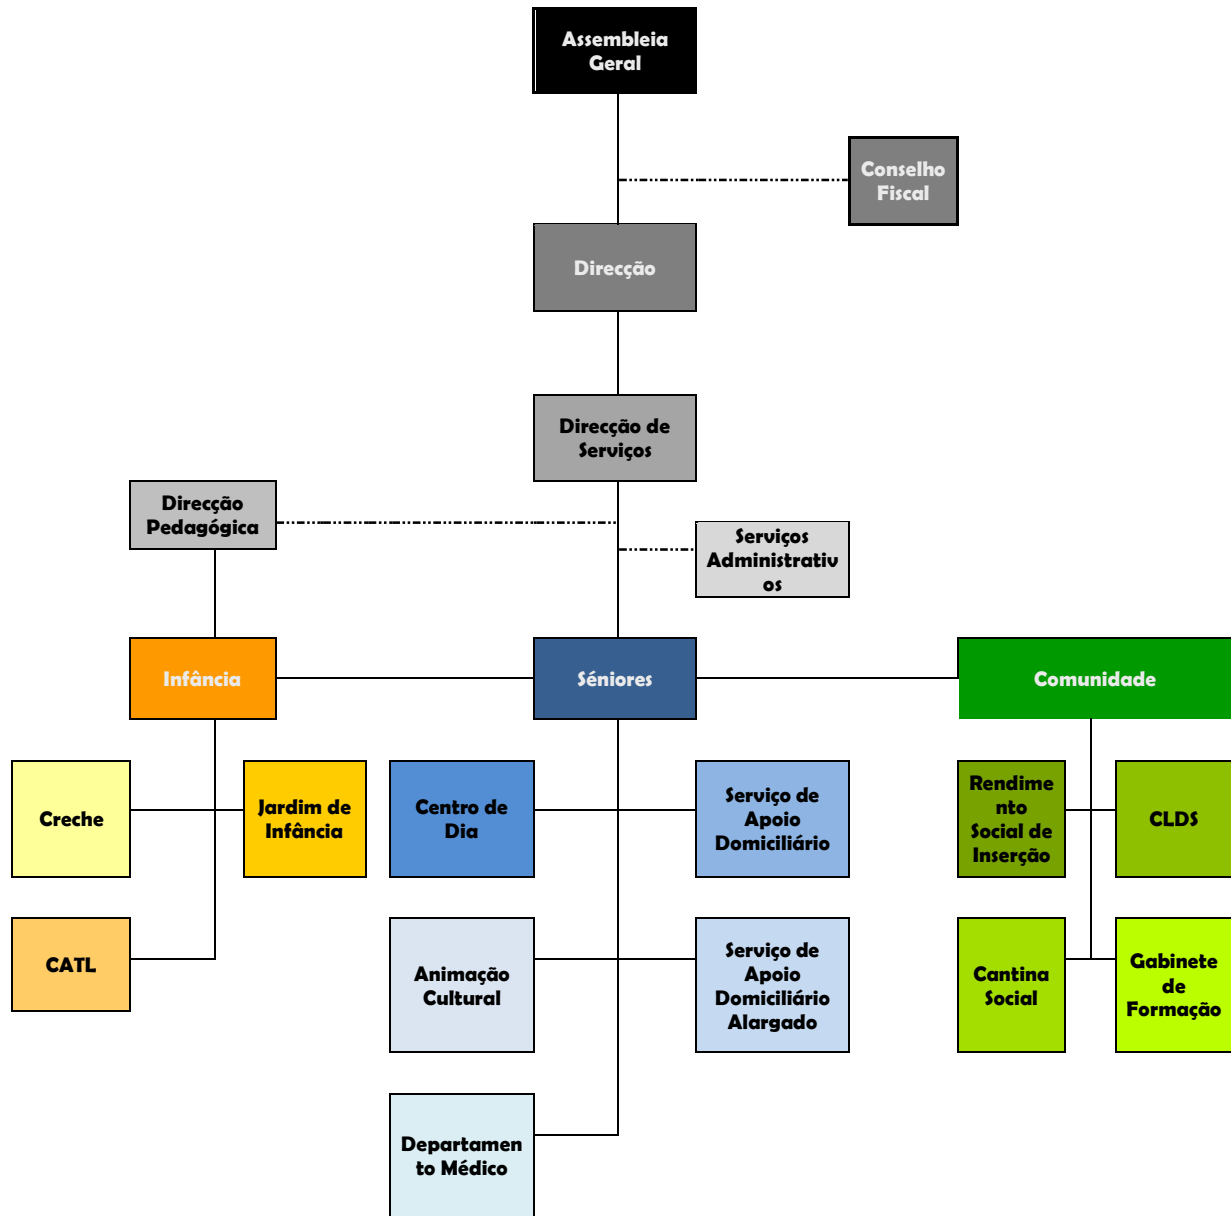 Assembleia
Geral
Conselho
Fiscal
Direcção
Direcção de
Serviços
Direcção
Pedagógica
Serviços
Administrativ
os
Infância
Séniores
Comunidade
Creche
Jardim de
Infância
Centro de
Dia
Serviço de
Apoio
Domiciliário
Rendime
nto
Social de
Inserção
CLDS
CATL
Animação
Cultural
Serviço de
Apoio
Domiciliário
Alargado
Cantina
Social
Gabinete
de
Formação
Departamen
to Médico